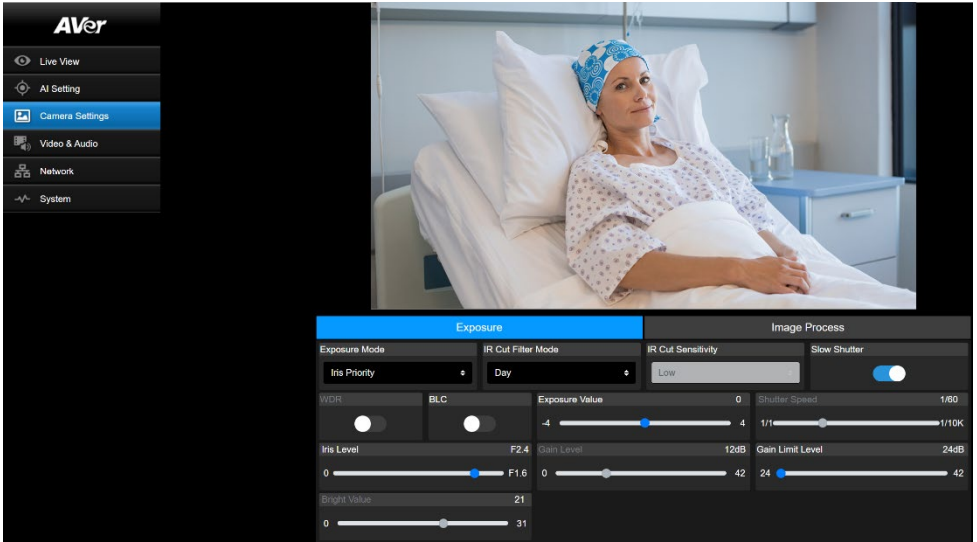 AVer
Live View
AI Setting
Camera Settings
Video & Audio
Network
System
Exposure Image Process
Exposure Mode IR Cut Filter Mode IR Cut Sensitivity Slow Shutter
Iris Priority Day Low
WDR BLC Exposure Value 0 Shutter Speed 1/60
-4 4 1/1 1/10K
Iris Level F2.4 Gain Level 12dB Gain Limit Level 24dB
0 F1.6 0 42 24 42
Bright Value 21
0 31